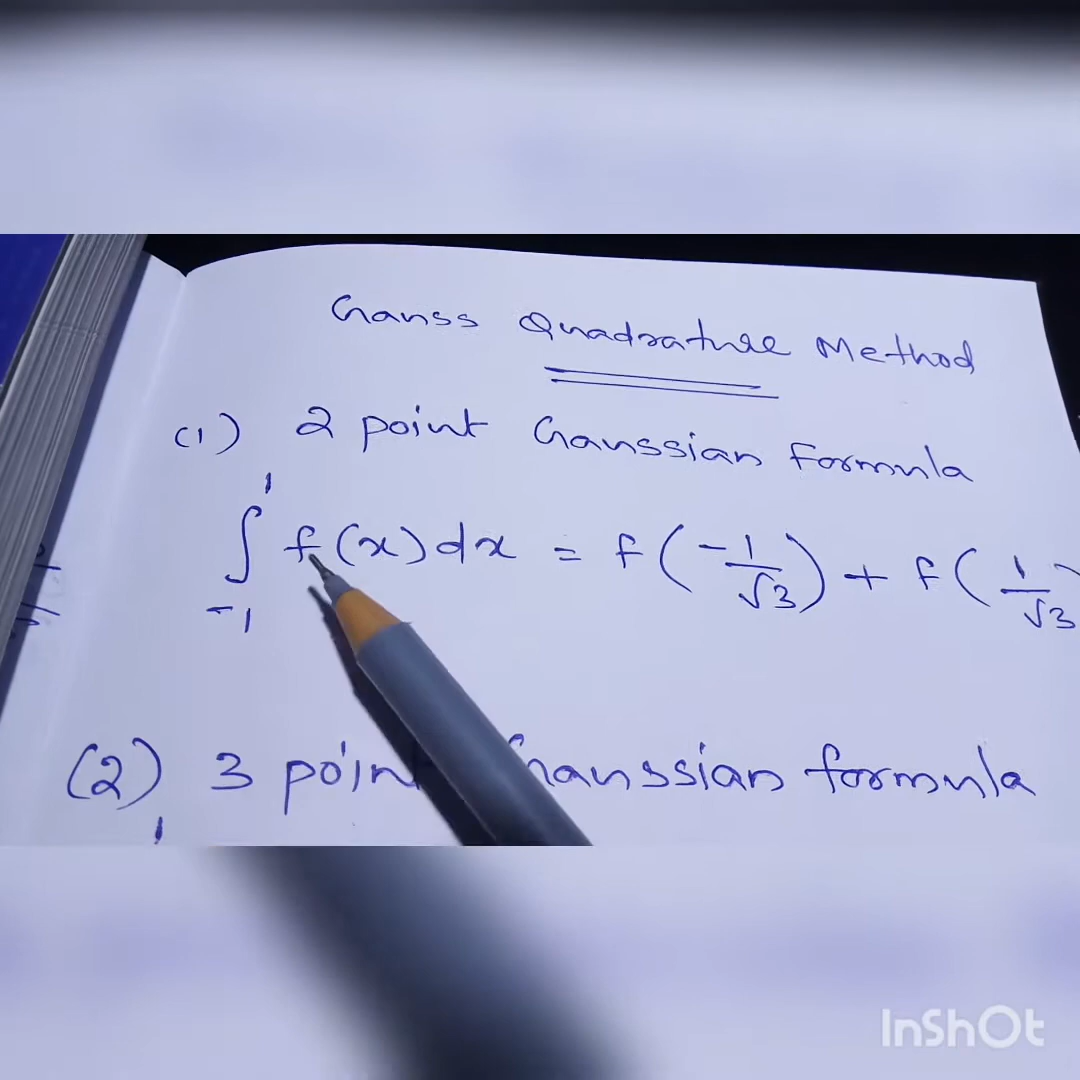 Gauss Quadrature Method
(1) 2 point Gaussian Formula
∫₋₁¹ f(x) dx = f(-1/√3) + f(1/√3
(2) 3 point Gaussian formula
1
InShOt